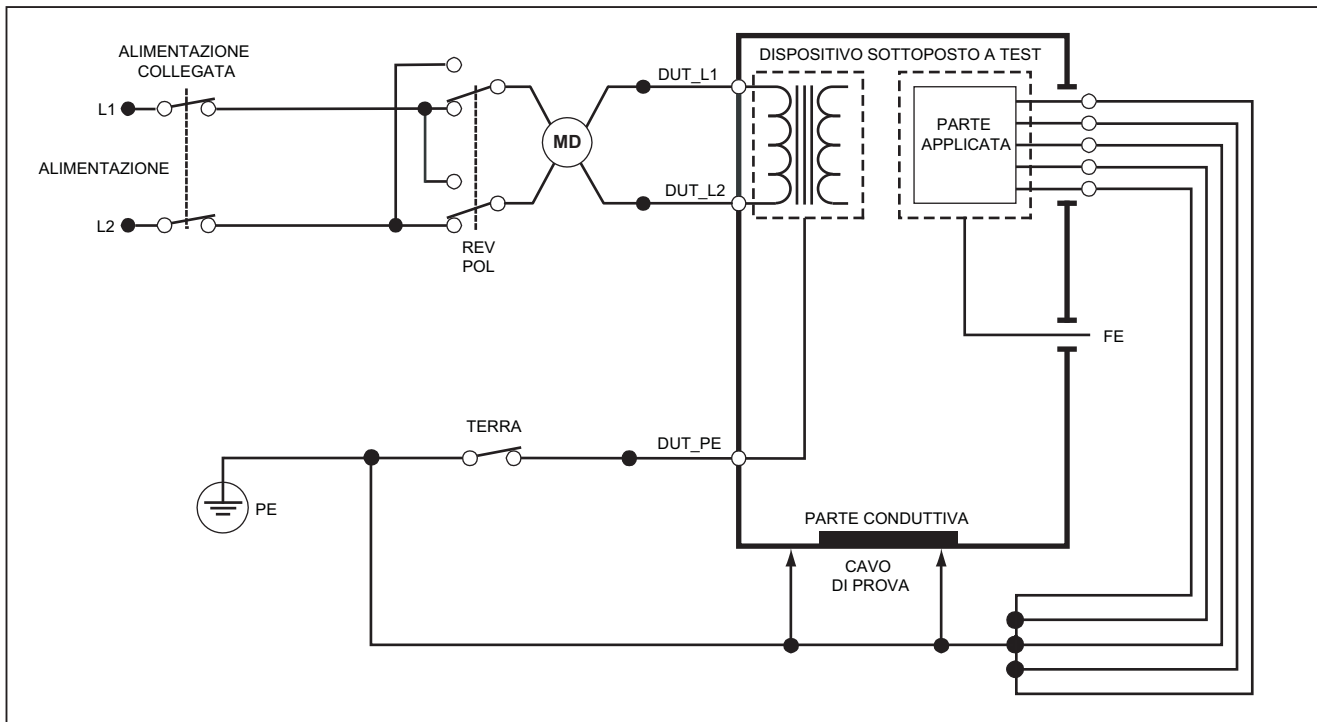 ALIMENTAZIONE
COLLEGATA
DISPOSITIVO SOTTOPOSTO A TEST
DUT_L1
L1
PARTE
APPLICATA
MD
ALIMENTAZIONE
DUT_L2
L2
REV
POL
FE
TERRA
DUT_PE
PE
PARTE CONDUTTIVA
CAVO
DI PROVA